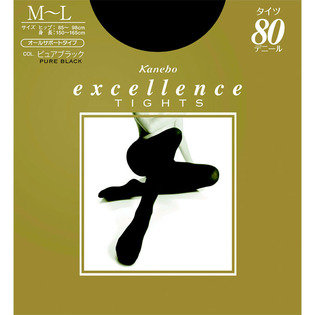 M〜L
サイズ ヒップ：85〜 98cm
身 長：150〜165cm
オールサポートタイプ
COL. ピュアブラック
PURE BLACK
タイツ
80
デニール
Kanebo
excellence
TIGHTS